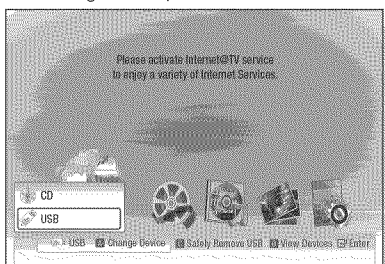 Please activate Internet@TV service
to enjoy a variety of Internet Services.
CD
USB
USB A Change Device C Safely Remove USB D View Devices Enter